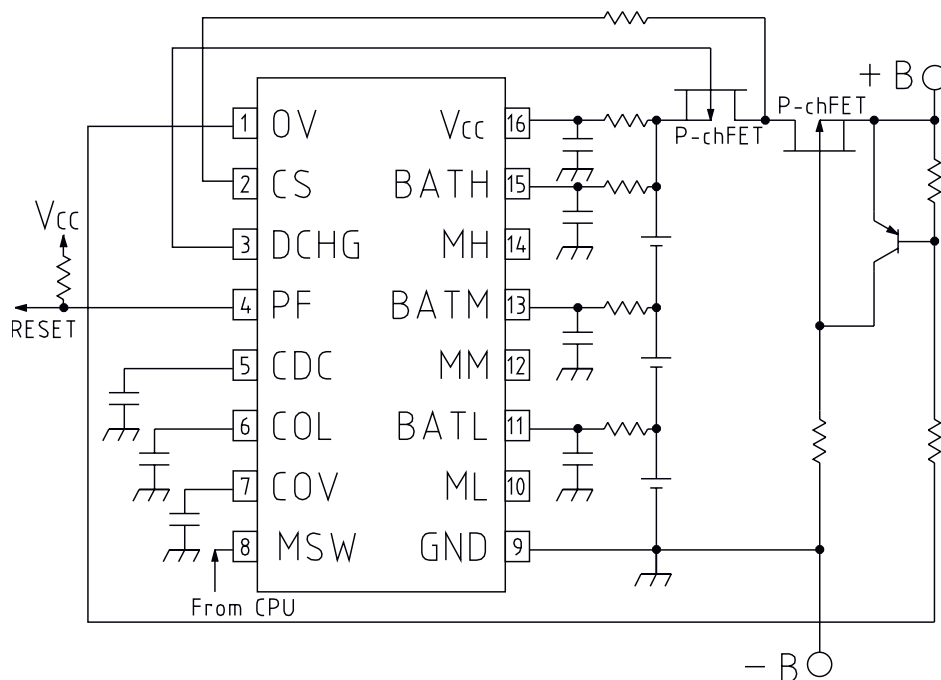 + B
P-chFET
P-chFET
1 OV
Vcc 16
2 CS
BATH 15
Vcc
3 DCHG
MH 14
4 PF
BATM 13
RESET
5 CDC
MM 12
6 COL
BATL 11
7 COV
ML 10
8 MSW
GND 9
From CPU
− B